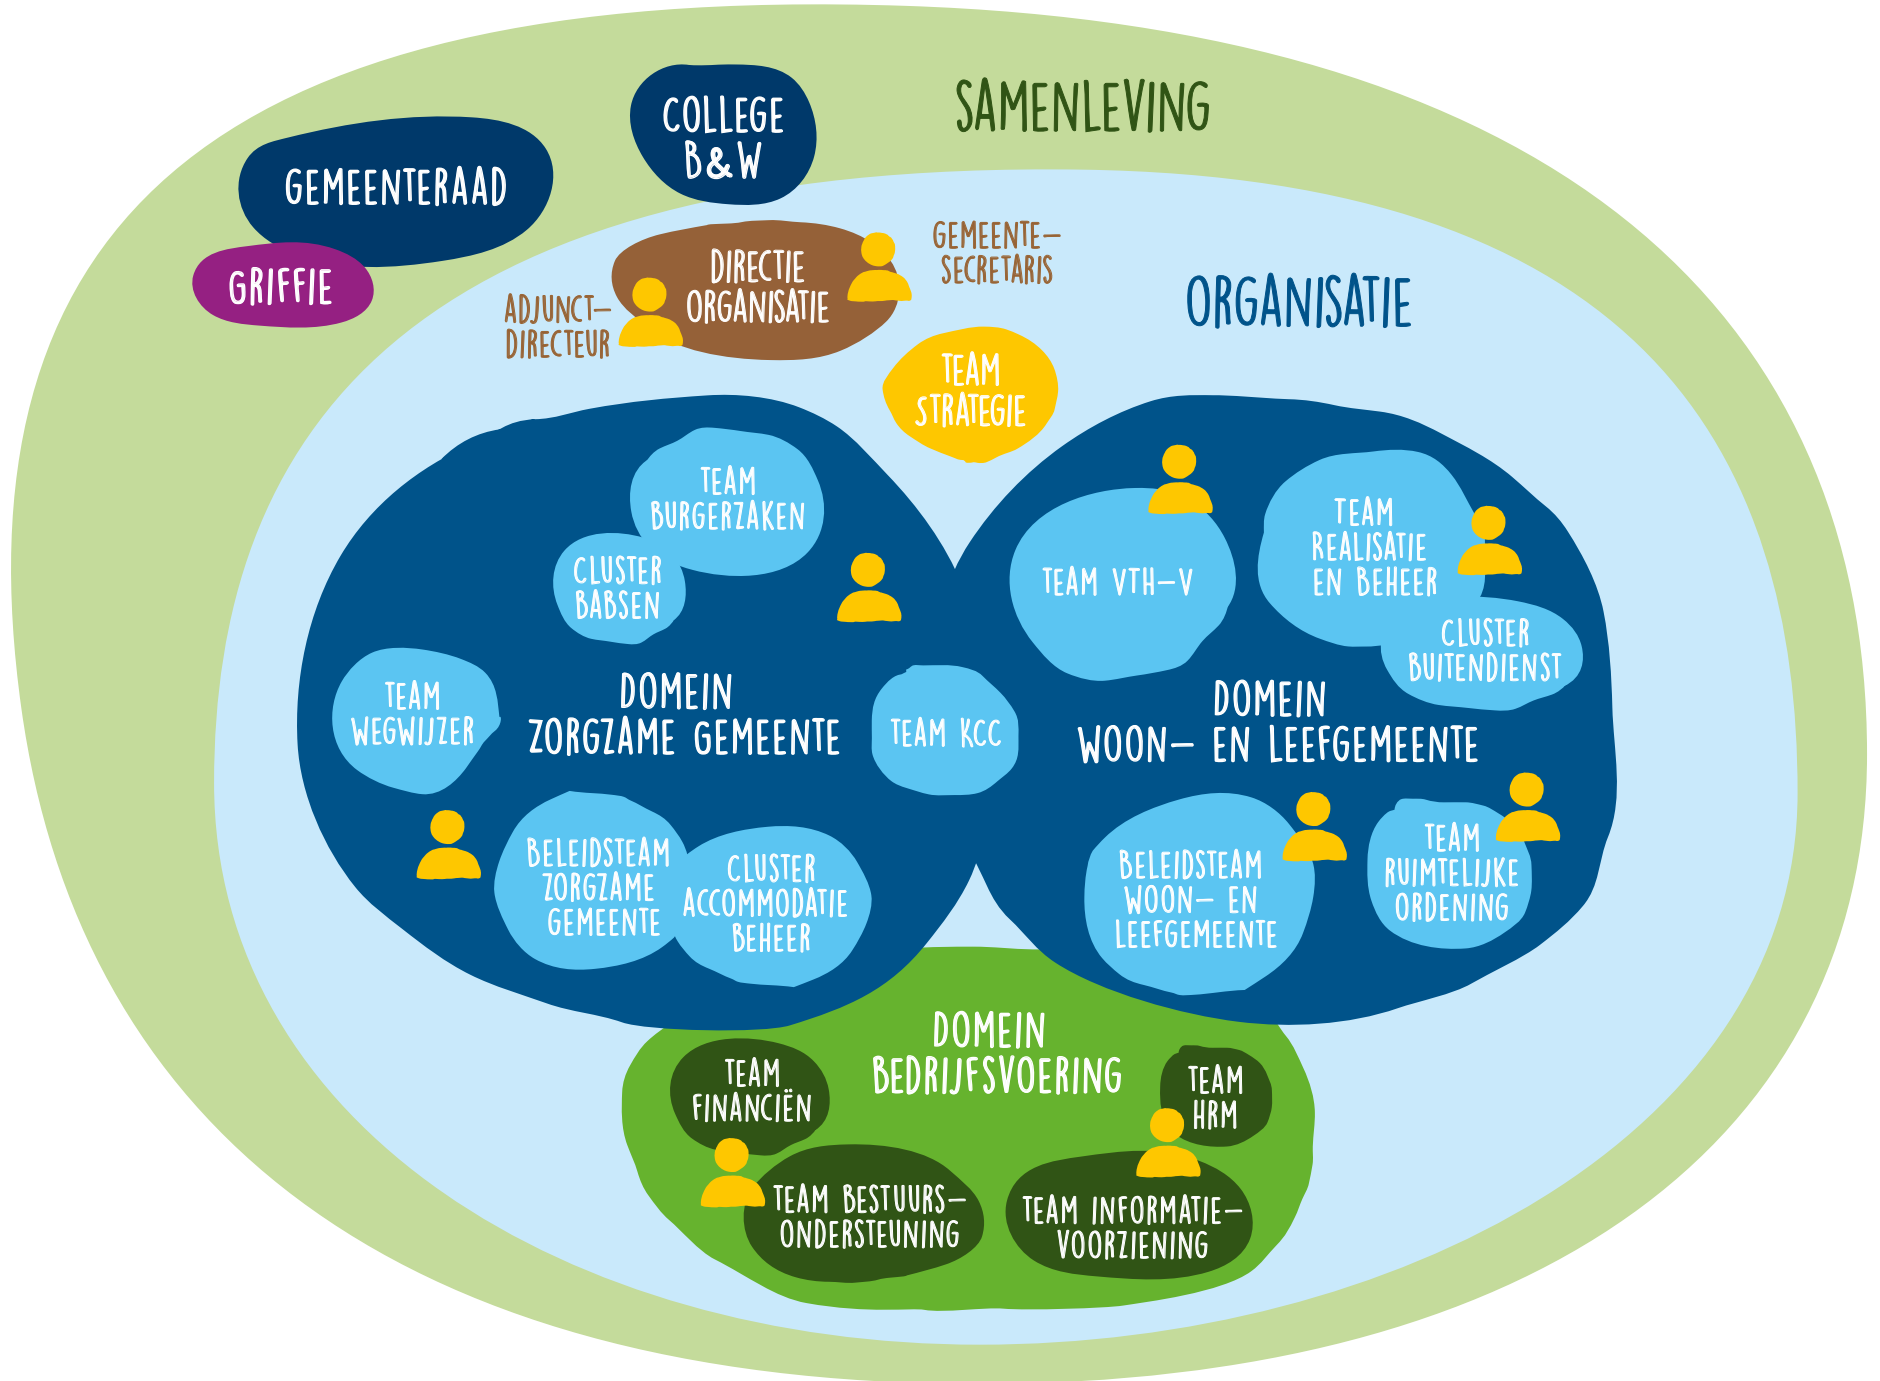 SAMENLEVING
COLLEGE
B&W
GEMEENTERAAD
GRIFFIE
DIRECTIE
ORGANISATIE
GEMEENTE-
SECRETARIS
ADJUNCT-
DIRECTEUR
ORGANISATIE
TEAM
STRATEGIE
TEAM
BURGERZAKEN
CLUSTER
BABSEN
TEAM
WEGWIJZER
DOMEIN
ZORGZAME GEMEENTE
TEAM KCC
BELEIDSTEAM
ZORGZAME
GEMEENTE
CLUSTER
ACCOMMODATIE
BEHEER
TEAM VTH-V
TEAM
REALISATIE
EN BEHEER
CLUSTER
BUITENDIENST
DOMEIN
WOON- EN LEEFGEMEENTE
BELEIDSTEAM
WOON- EN
LEEFGEMEENTE
TEAM
RUIMTELIJKE
ORDENING
DOMEIN
BEDRIJFSVOERING
TEAM
FINANCIËN
TEAM
HRM
TEAM BESTUURS-
ONDERSTEUNING
TEAM INFORMATIE-
VOORZIENING